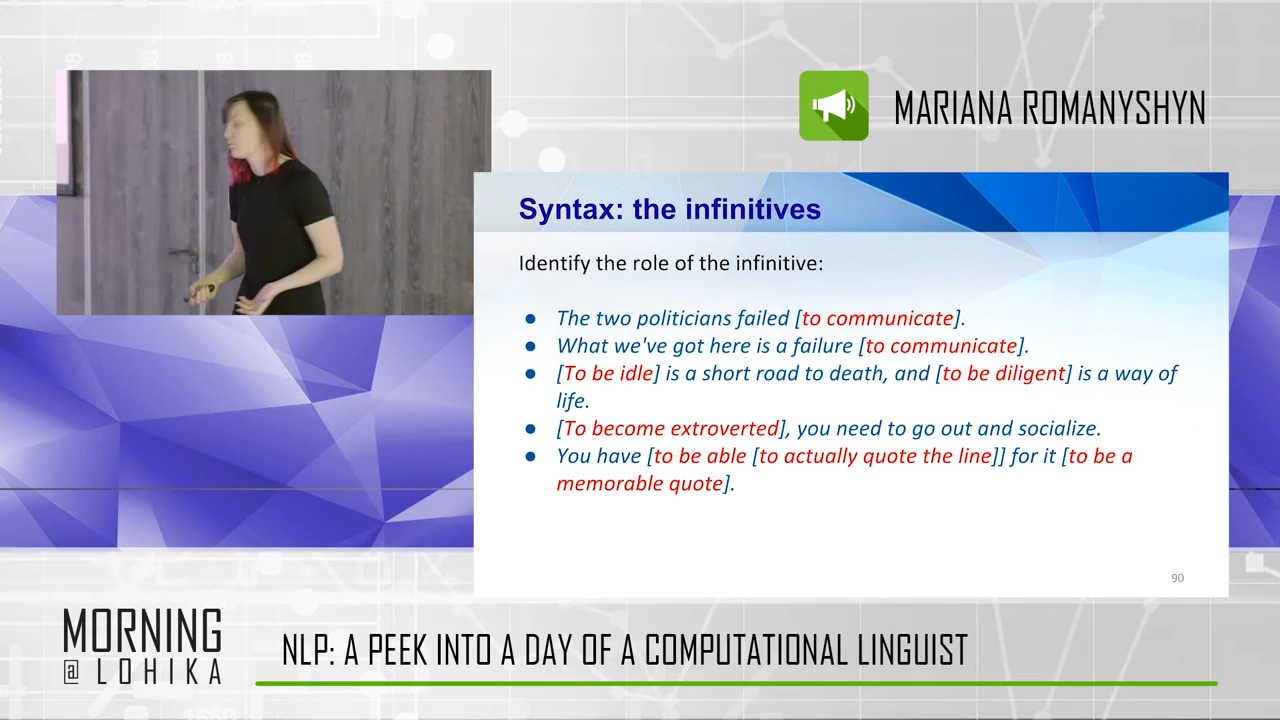 MARIANA ROMANYSHYN
Syntax: the infinitives
Identify the role of the infinitive:
● The two politicians failed [to communicate].
● What we've got here is a failure [to communicate].
● [To be idle] is a short road to death, and [to be diligent] is a way of
life.
● [To become extroverted], you need to go out and socialize.
● You have [to be able [to actually quote the line]] for it [to be a
memorable quote].
90
MORNING
@ LOHIKA
NLP: A PEEK INTO A DAY OF A COMPUTATIONAL LINGUIST